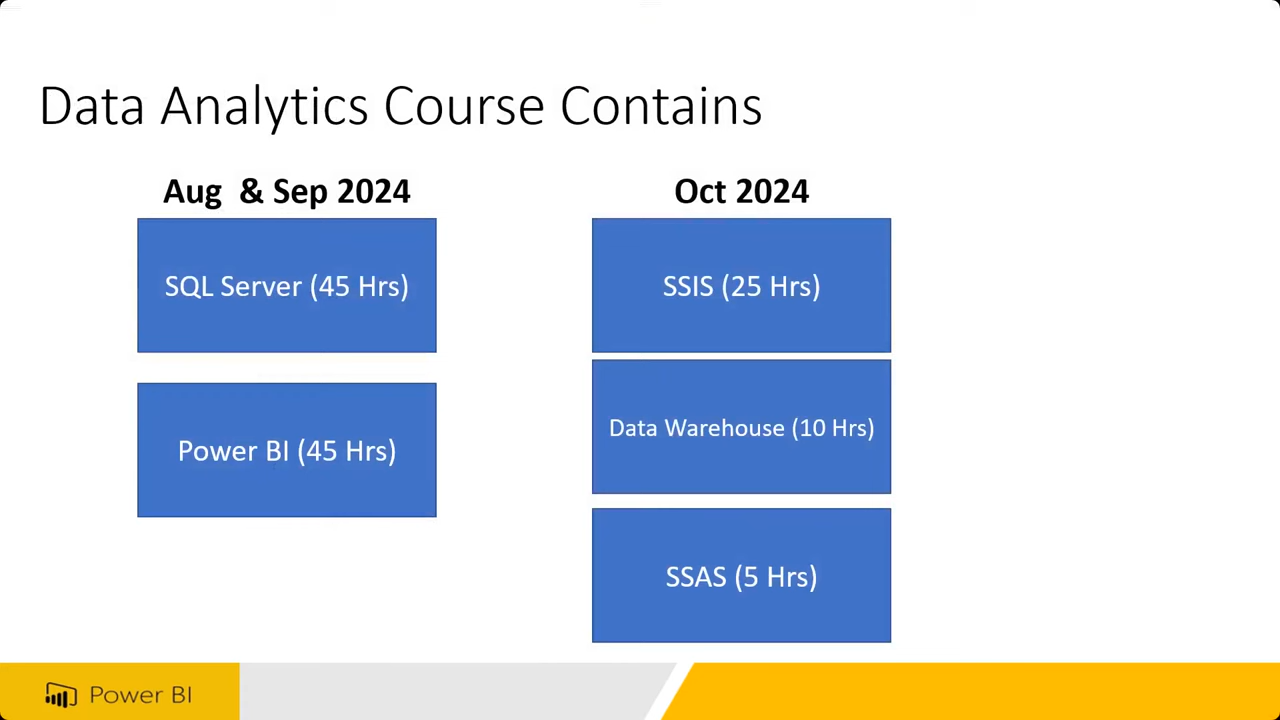 Data Analytics Course Contains
Aug & Sep 2024
SQL Server (45 Hrs)
Power BI (45 Hrs)
Oct 2024
SSIS (25 Hrs)
Data Warehouse (10 Hrs)
SSAS (5 Hrs)
Power BI